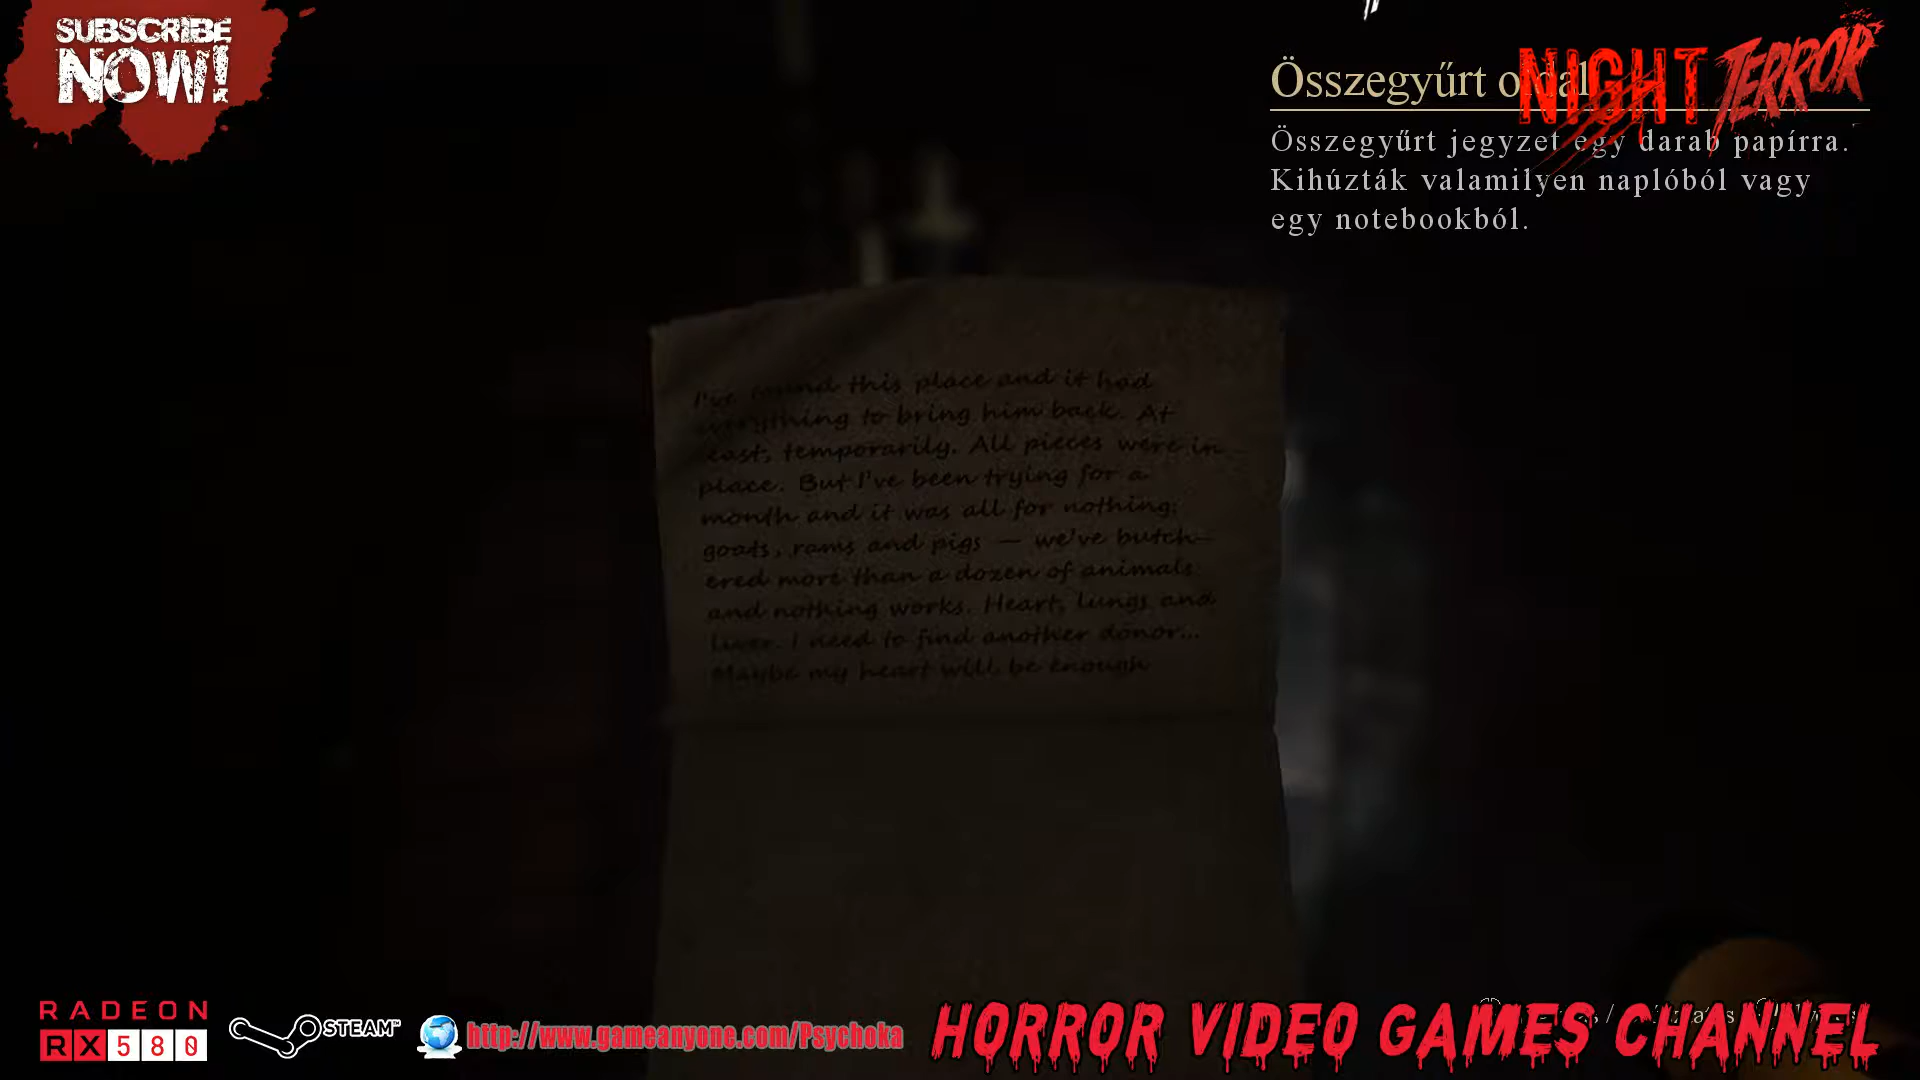 SUBSCRIBE
NOW!
NIGHT TERROR
Összegyűrt
Összegyűrt jegyzet egy darab papírra.
Kihúzták valamilyen naplóból vagy
egy notebookból.
I've found this place and it had
everything to bring him back. At
east, temporarily. All pieces were in
place. But I've been trying for a
month and it was all for nothing:
goats, rams and pigs — we've butch-
ered more than a dozen of animals
and nothing works. Heart, lungs and
liver. I need to find another donor...
Maybe my heart will be enough
RADEON
RX 580
STEAM™
http://www.gameanyone.com/Psychoka
HORROR VIDEO GAMES CHANNEL